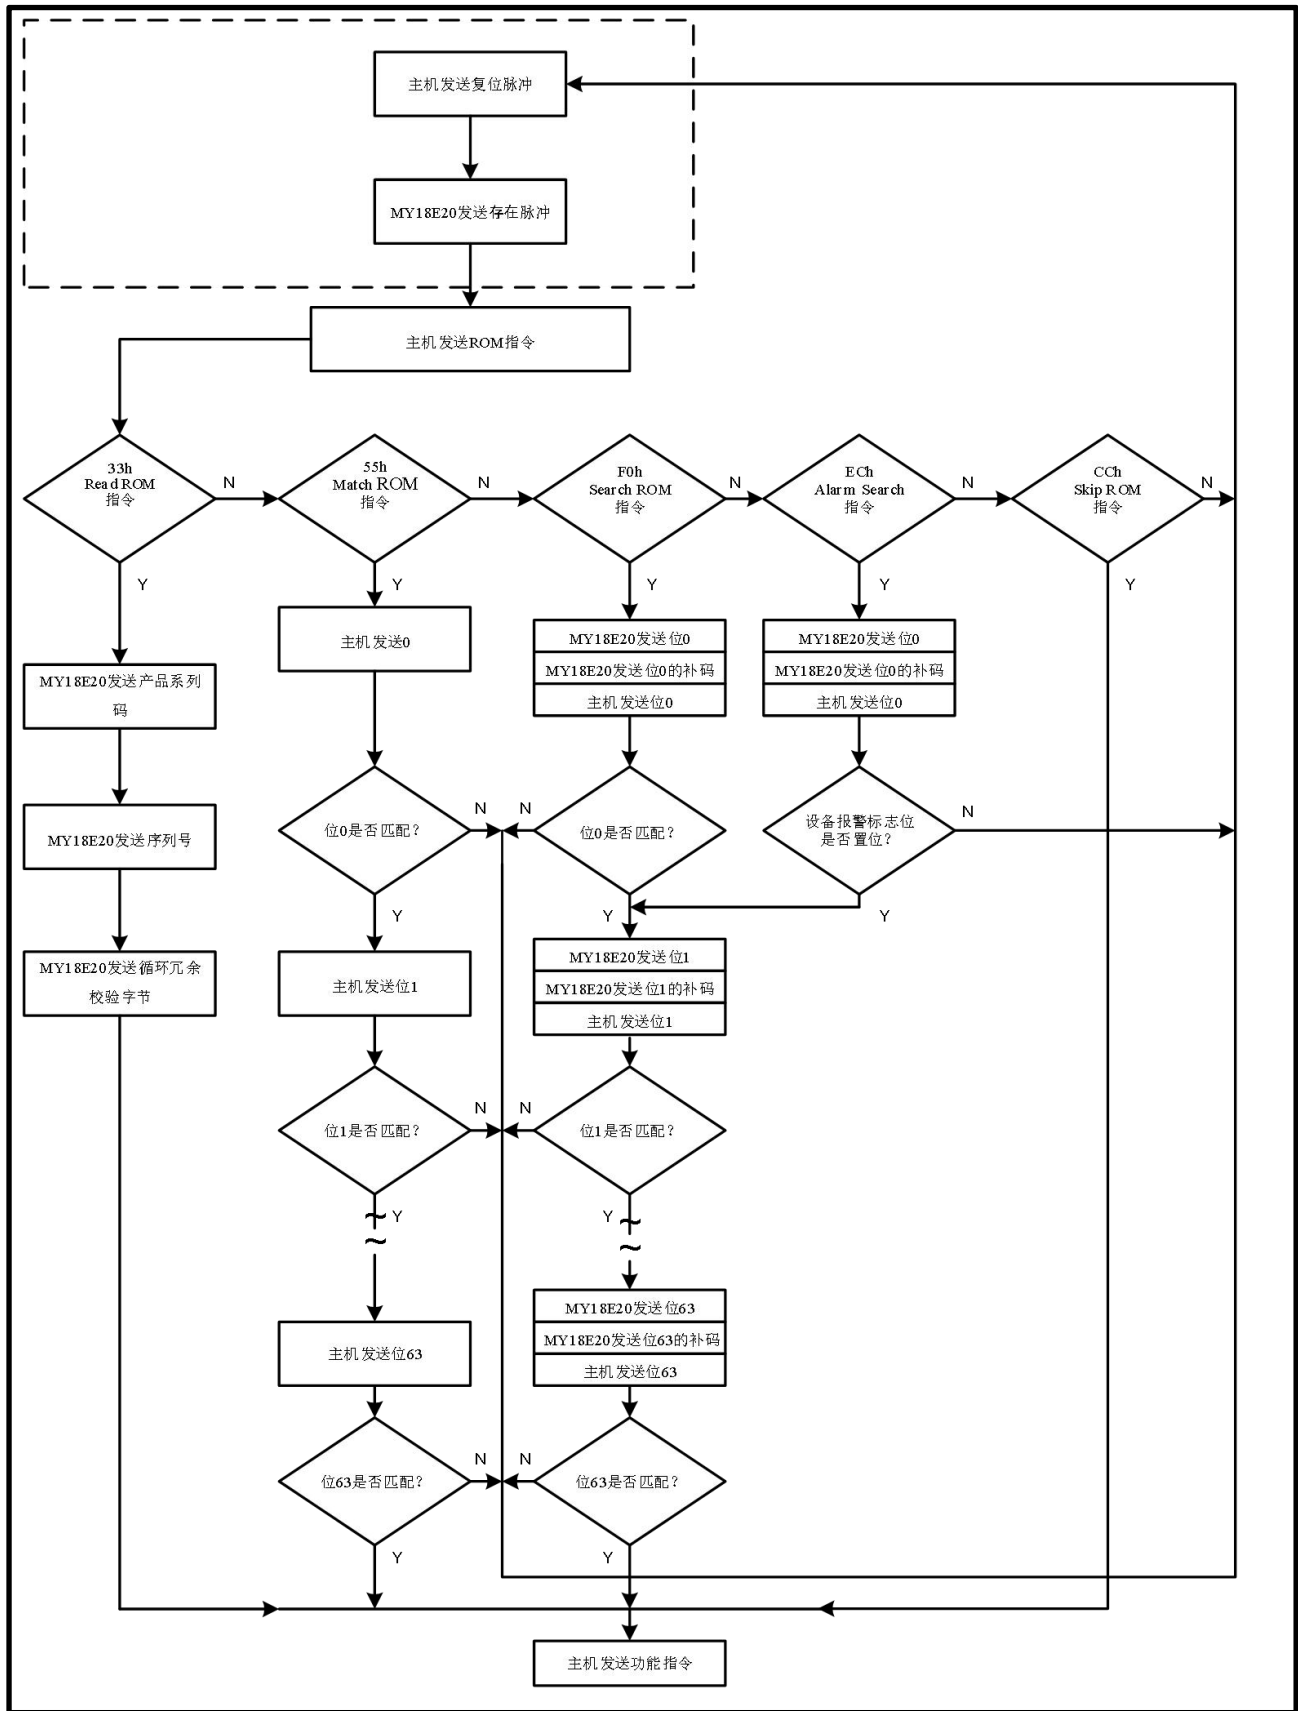 主机发送复位脉冲
MY18E20发送存在脉冲
主机发送ROM指令
33h
Read ROM
指令
N
55h
Match ROM
指令
N
F0h
Search ROM
指令
N
ECh
Alarm Search
指令
N
CCh
Skip ROM
指令
N
Y
Y
Y
Y
Y
主机发送0
MY18E20发送位0
MY18E20发送位0的补码
主机发送位0
MY18E20发送位0
MY18E20发送位0的补码
主机发送位0
MY18E20发送产品系列
码
MY18E20发送序列号
位0是否匹配?
N
N
位0是否匹配?
设备报警标志位
是否置位?
N
Y
Y
Y
MY18E20发送循环冗余
校验字节
主机发送位1
MY18E20发送位1
MY18E20发送位1的补码
主机发送位1
位1是否匹配?
N
N
位1是否匹配?
Y
Y
主机发送位63
MY18E20发送位63
MY18E20发送位63的补码
主机发送位63
位63是否匹配?
N
N
位63是否匹配?
Y
Y
主机发送功能指令